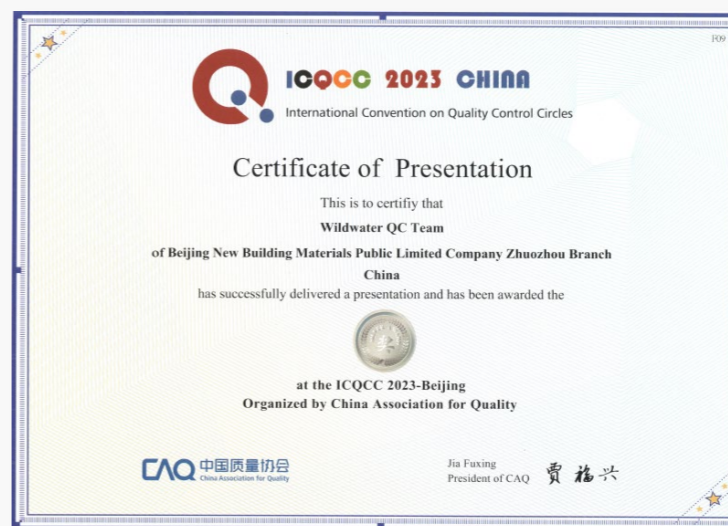 F09
ICQCC 2023 CHINA
International Convention on Quality Control Circles
Certificate of Presentation
This is to certifiy that
Wildwater QC Team
of Beijing New Building Materials Public Limited Company Zhuozhou Branch
China
has successfully delivered a presentation and has been awarded the
at the ICQCC 2023-Beijing
Organized by China Association for Quality
CAQ 中国质量协会
China Association for Quality
Jia Fuxing
President of CAQ
贾福兴